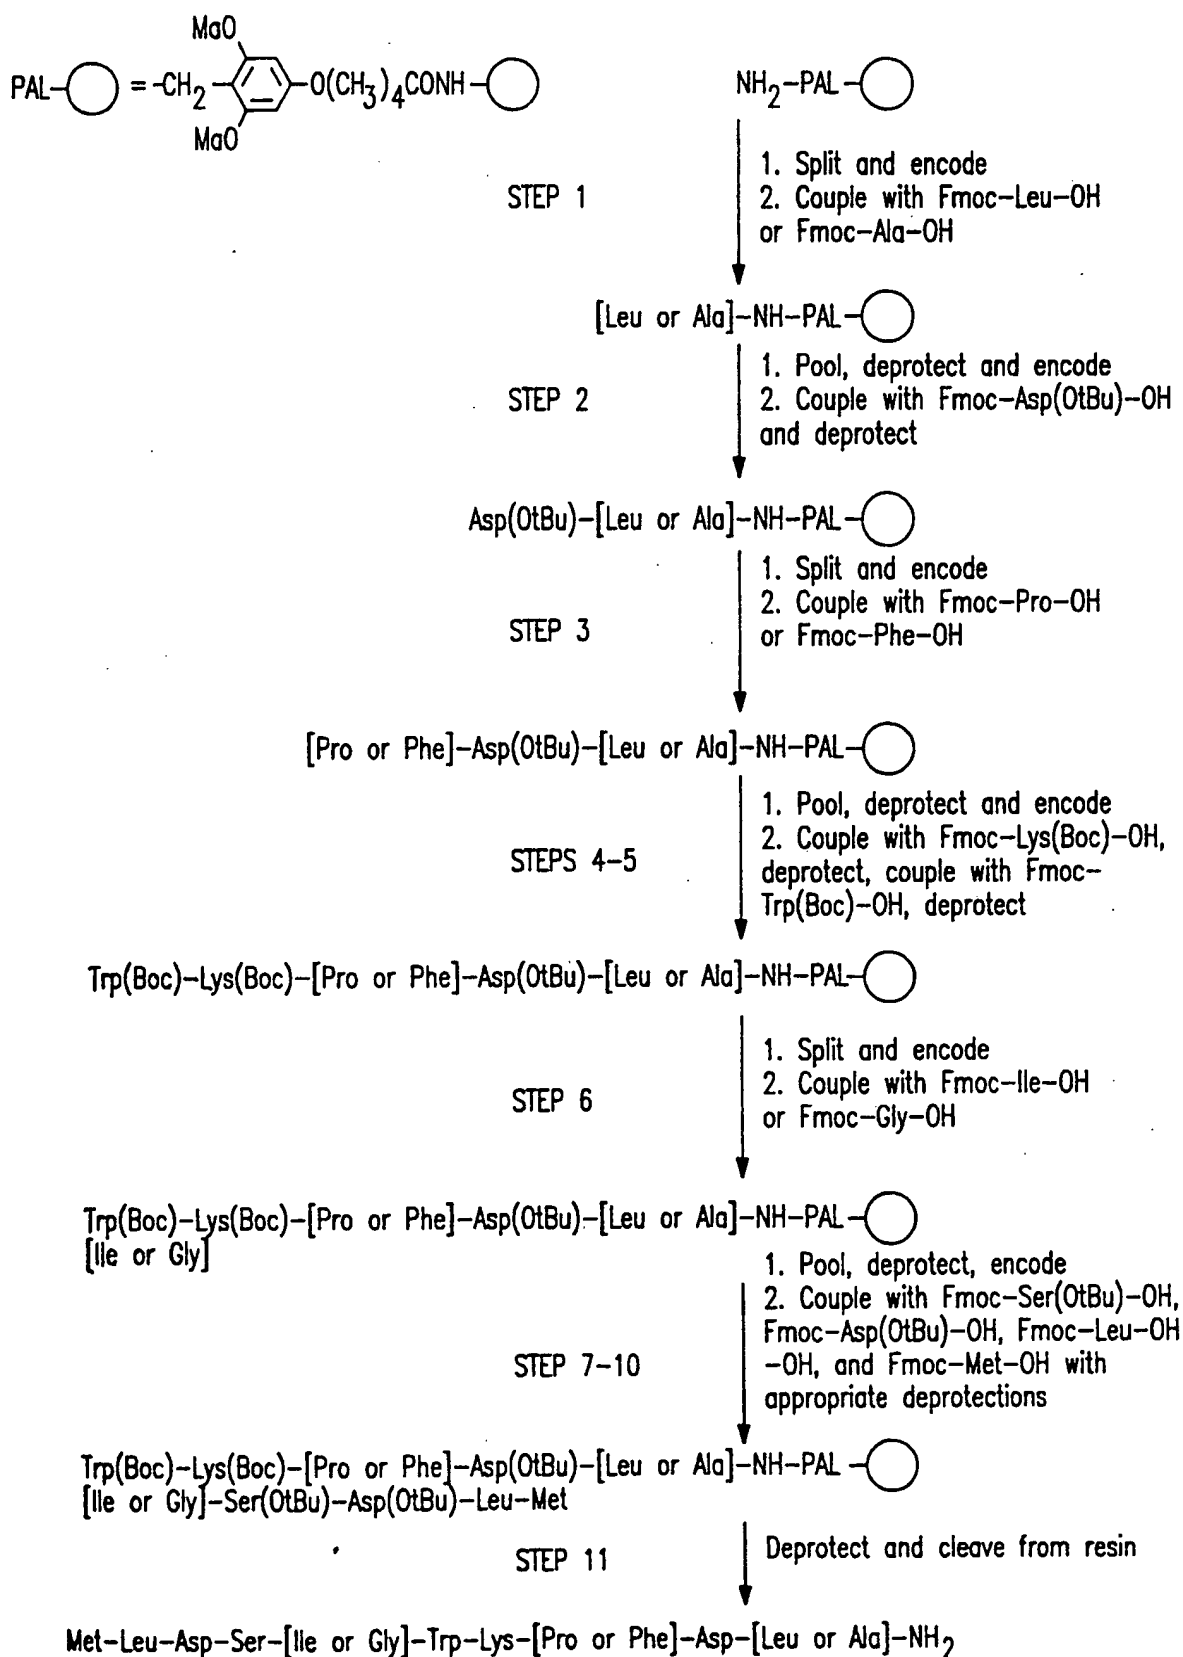 MaO
PAL-◯ = -CH2-
-O(CH3)4CONH-◯
MaO
NH2-PAL-◯
STEP 1
1. Split and encode
2. Couple with Fmoc-Leu-OH
or Fmoc-Ala-OH
[Leu or Ala]-NH-PAL-◯
STEP 2
1. Pool, deprotect and encode
2. Couple with Fmoc-Asp(OtBu)-OH
and deprotect
Asp(OtBu)-[Leu or Ala]-NH-PAL-◯
STEP 3
1. Split and encode
2. Couple with Fmoc-Pro-OH
or Fmoc-Phe-OH
[Pro or Phe]-Asp(OtBu)-[Leu or Ala]-NH-PAL-◯
STEPS 4-5
1. Pool, deprotect and encode
2. Couple with Fmoc-Lys(Boc)-OH,
deprotect, couple with Fmoc-
Trp(Boc)-OH, deprotect
Trp(Boc)-Lys(Boc)-[Pro or Phe]-Asp(OtBu)-[Leu or Ala]-NH-PAL-◯
STEP 6
1. Split and encode
2. Couple with Fmoc-Ile-OH
or Fmoc-Gly-OH
Trp(Boc)-Lys(Boc)-[Pro or Phe]-Asp(OtBu)-[Leu or Ala]-NH-PAL-◯
[Ile or Gly]
STEP 7-10
1. Pool, deprotect, encode
2. Couple with Fmoc-Ser(OtBu)-OH,
Fmoc-Asp(OtBu)-OH, Fmoc-Leu-OH
-OH, and Fmoc-Met-OH with
appropriate deprotections
Trp(Boc)-Lys(Boc)-[Pro or Phe]-Asp(OtBu)-[Leu or Ala]-NH-PAL-◯
[Ile or Gly]-Ser(OtBu)-Asp(OtBu)-Leu-Met
STEP 11
Deprotect and cleave from resin
Met-Leu-Asp-Ser-[Ile or Gly]-Trp-Lys-[Pro or Phe]-Asp-[Leu or Ala]-NH2